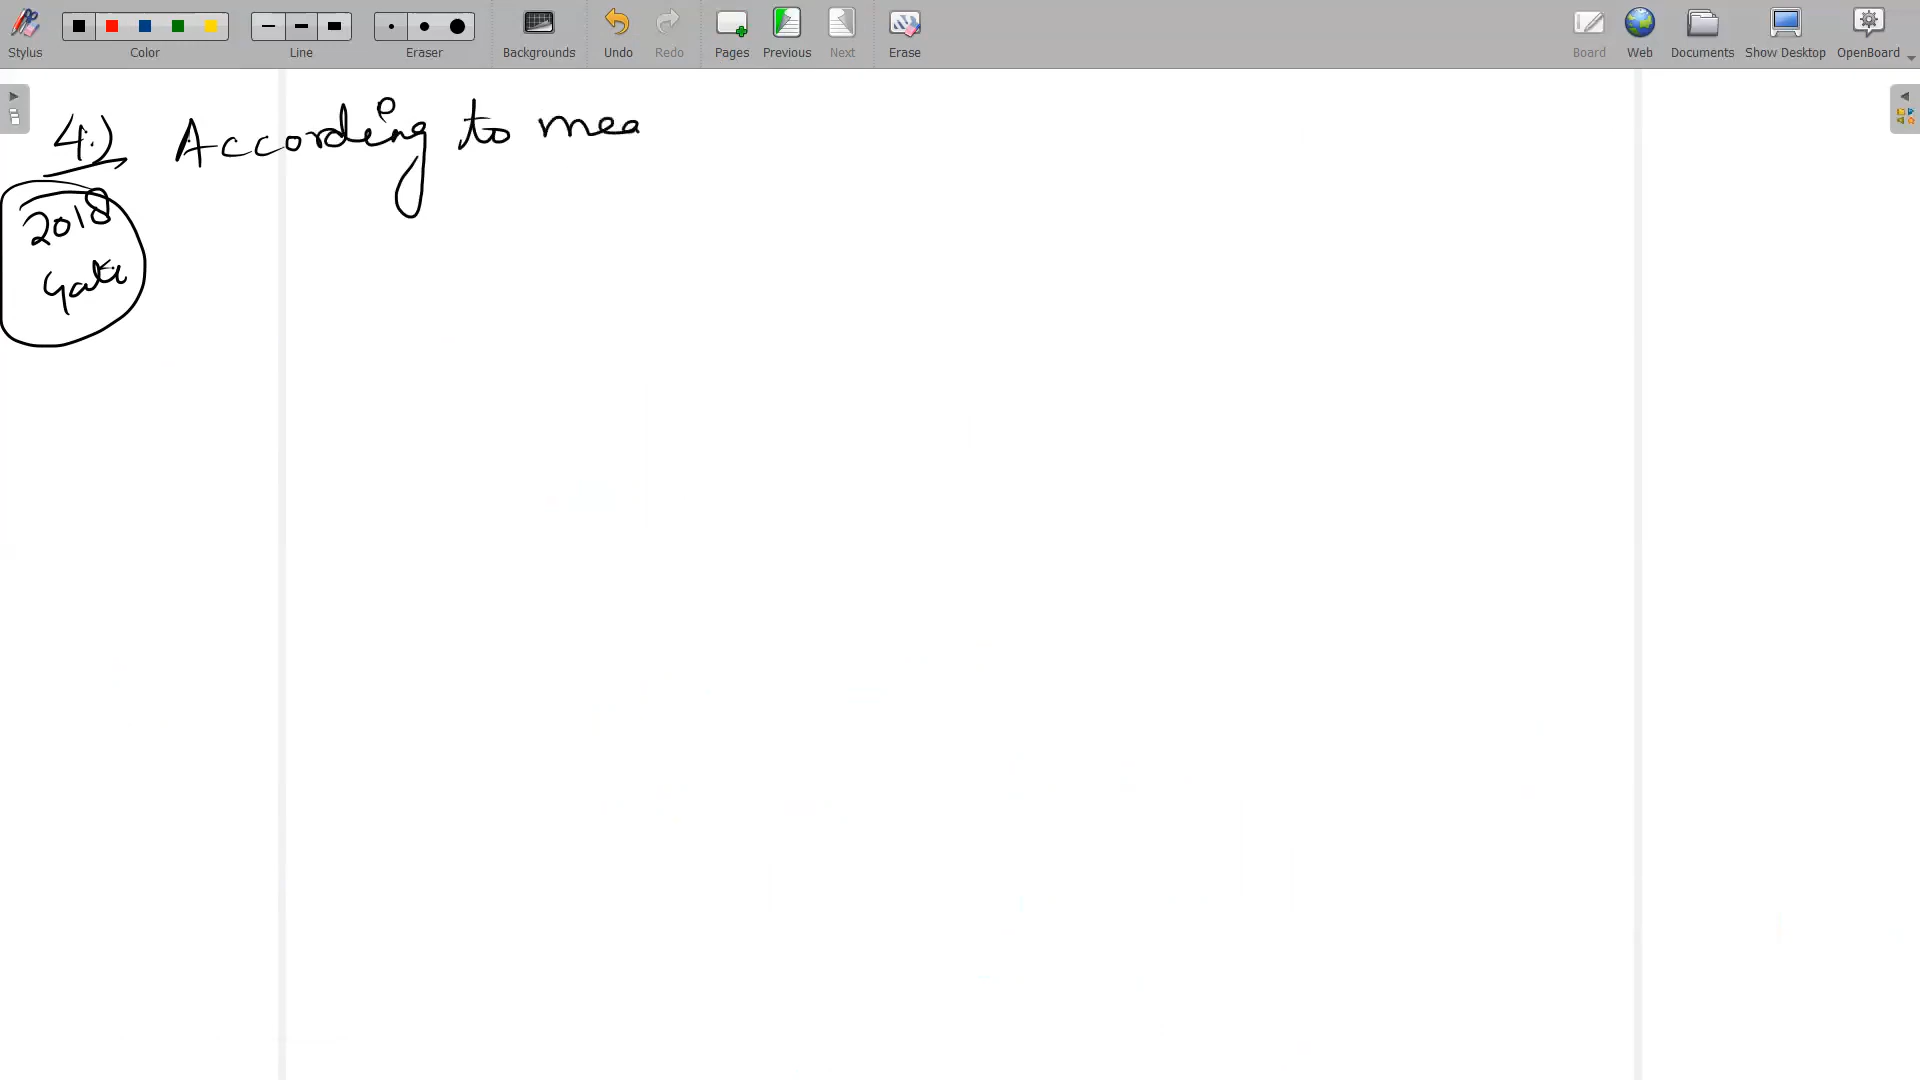 Stylus Color Line Eraser Backgrounds Undo Redo Pages Previous Next Erase Board Web Documents Show Desktop OpenBoard
4.) According to mea
2018
Gate